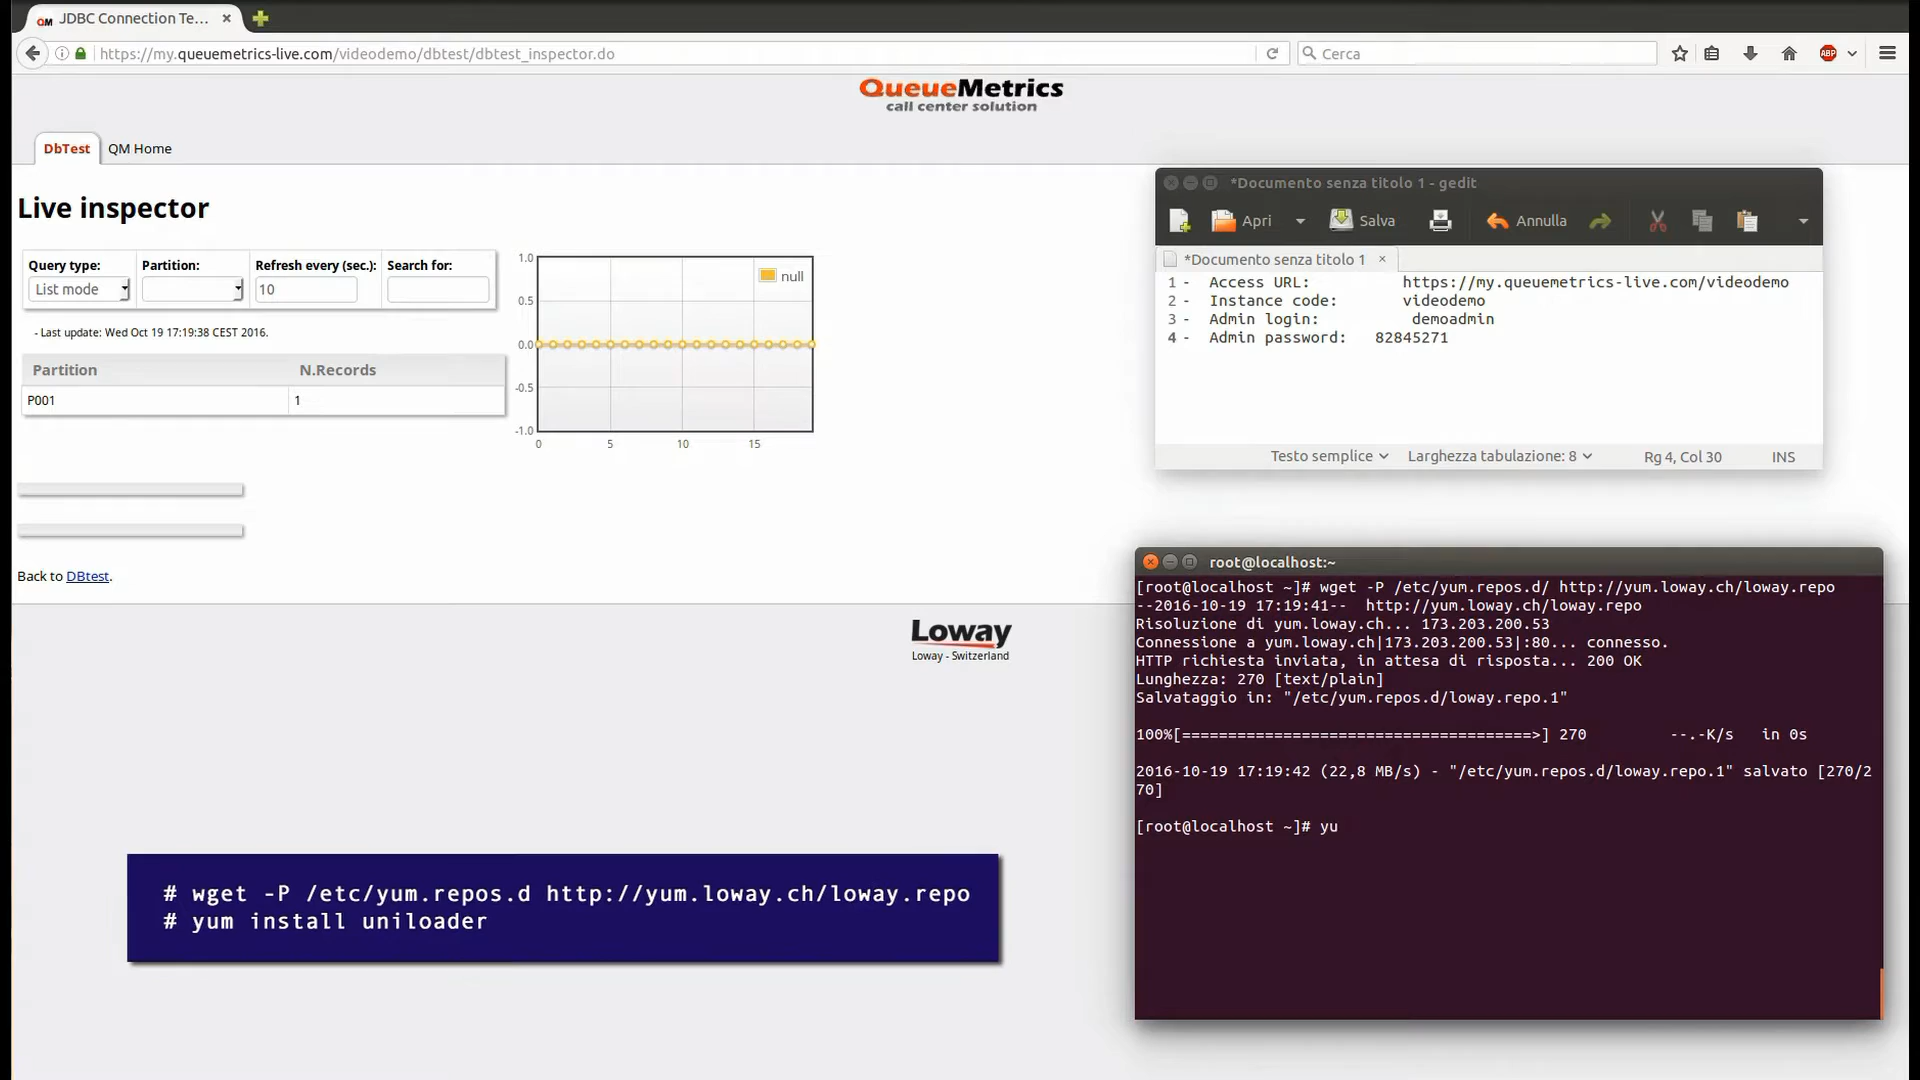 JDBC Connection Te...
https://my.queuemetrics-live.com/videodemo/dbtest/dbtest_inspector.do
Cerca
ABP
QueueMetrics
call center solution
DbTest
QM Home
Live inspector
Query type:
Partition:
Refresh every (sec.):
Search for:
List mode
10
- Last update: Wed Oct 19 17:19:38 CEST 2016.
Partition
N.Records
P001
1
1.0
0.5
0.0
-0.5
-1.0
0
5
10
15
null
Back to DBtest.
Loway
Loway - Switzerland
# wget -P /etc/yum.repos.d http://yum.loway.ch/loway.repo
# yum install uniloader
*Documento senza titolo 1 - gedit
Apri
Salva
Annulla
*Documento senza titolo 1
1 - Access URL: https://my.queuemetrics-live.com/videodemo
2 - Instance code: videodemo
3 - Admin login: demoadmin
4 - Admin password: 82845271
Testo semplice
Larghezza tabulazione: 8
Rg 4, Col 30
INS
root@localhost:~
[root@localhost ~]# wget -P /etc/yum.repos.d/ http://yum.loway.ch/loway.repo
--2016-10-19 17:19:41-- http://yum.loway.ch/loway.repo
Risoluzione di yum.loway.ch... 173.203.200.53
Connessione a yum.loway.ch|173.203.200.53|:80... connesso.
HTTP richiesta inviata, in attesa di risposta... 200 OK
Lunghezza: 270 [text/plain]
Salvataggio in: "/etc/yum.repos.d/loway.repo.1"
100%[======================================>] 270 --.-K/s in 0s
2016-10-19 17:19:42 (22,8 MB/s) - "/etc/yum.repos.d/loway.repo.1" salvato [270/2
70]
[root@localhost ~]# yu